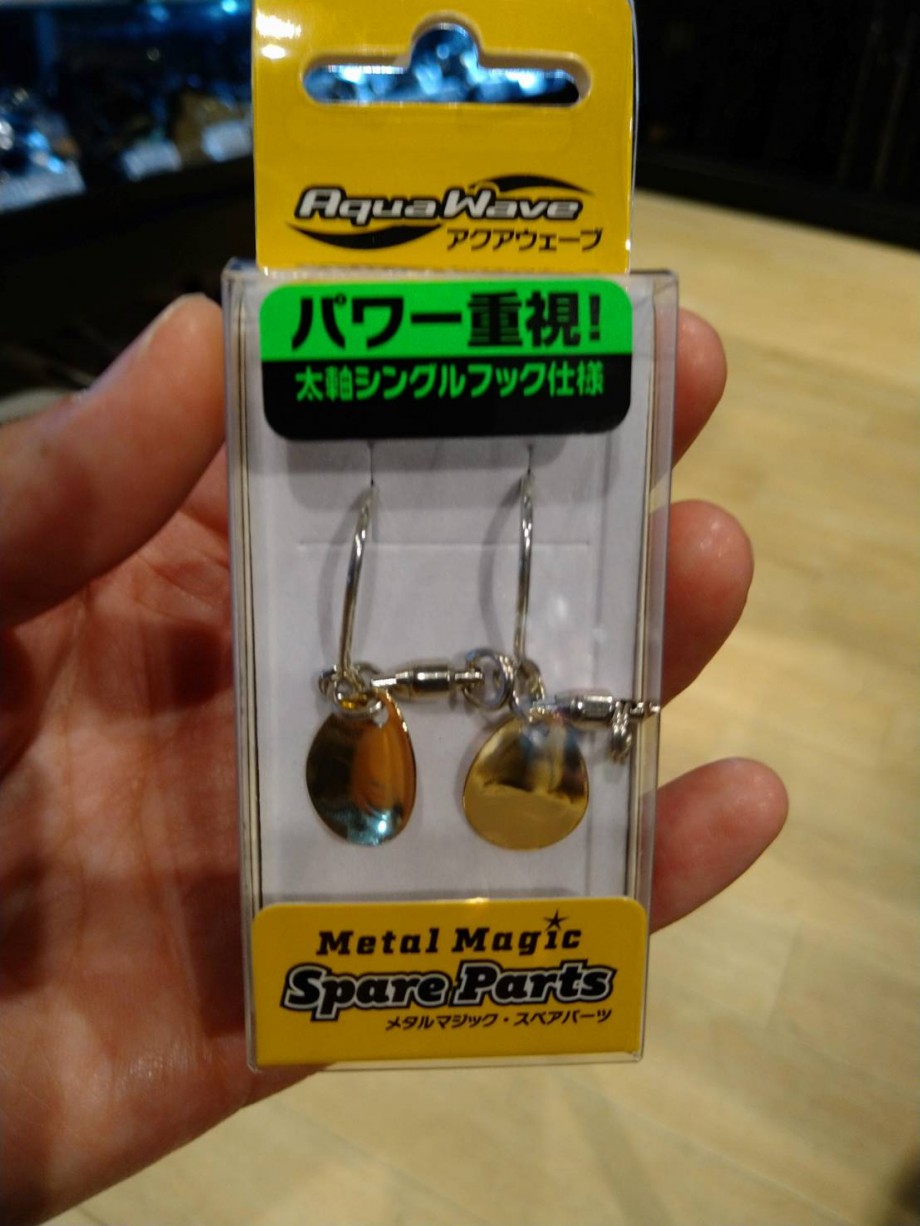 AquaWave
アクアウェーブ
パワー重視!
太軸シングルフック仕様
Metal Magic
Spare Parts
メタルマジック・スペアパーツ